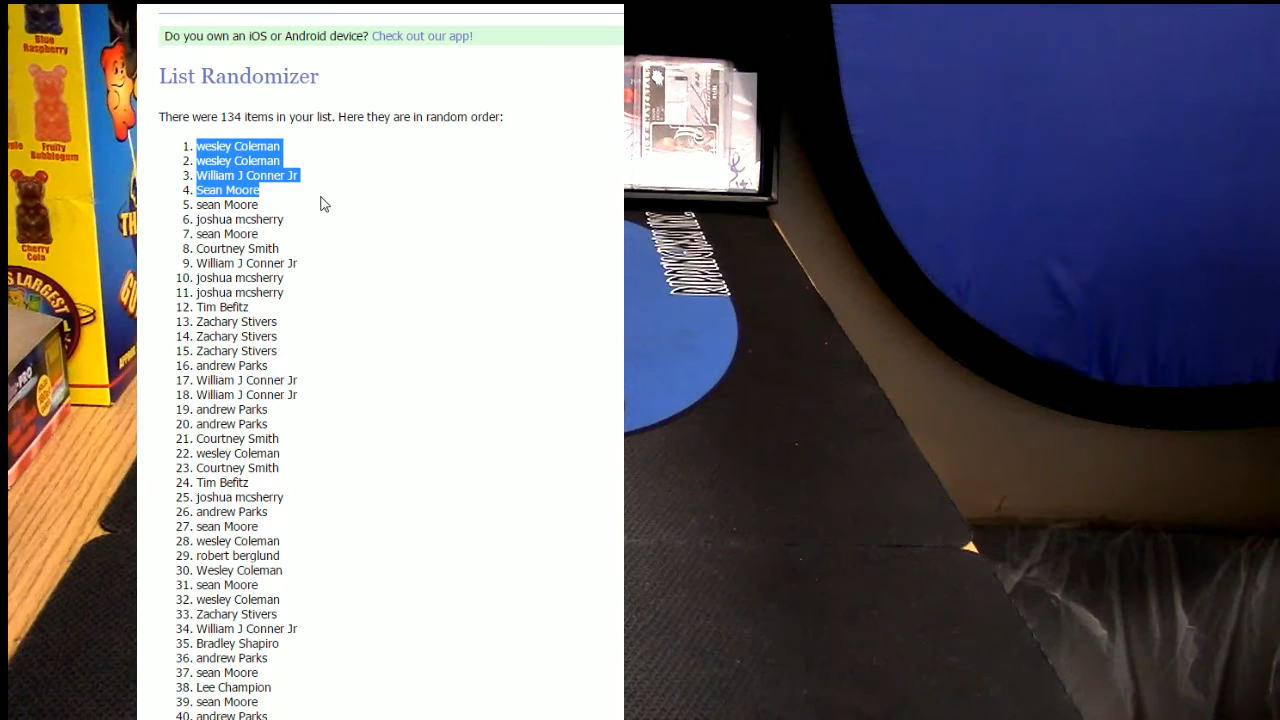 Blue
Raspberry
Fruity
Bubblegum
Cherry
Cola
Do you own an iOS or Android device? Check out our app!
List Randomizer
There were 134 items in your list. Here they are in random order:
1. wesley Coleman
2. wesley Coleman
3. William J Conner Jr
4. Sean Moore
5. sean Moore
6. joshua mcsherry
7. sean Moore
8. Courtney Smith
9. William J Conner Jr
10. joshua mcsherry
11. joshua mcsherry
12. Tim Befitz
13. Zachary Stivers
14. Zachary Stivers
15. Zachary Stivers
16. andrew Parks
17. William J Conner Jr
18. William J Conner Jr
19. andrew Parks
20. andrew Parks
21. Courtney Smith
22. wesley Coleman
23. Courtney Smith
24. Tim Befitz
25. joshua mcsherry
26. andrew Parks
27. sean Moore
28. wesley Coleman
29. robert berglund
30. Wesley Coleman
31. sean Moore
32. wesley Coleman
33. Zachary Stivers
34. William J Conner Jr
35. Bradley Shapiro
36. andrew Parks
37. sean Moore
38. Lee Champion
39. sean Moore
40. andrew Parks